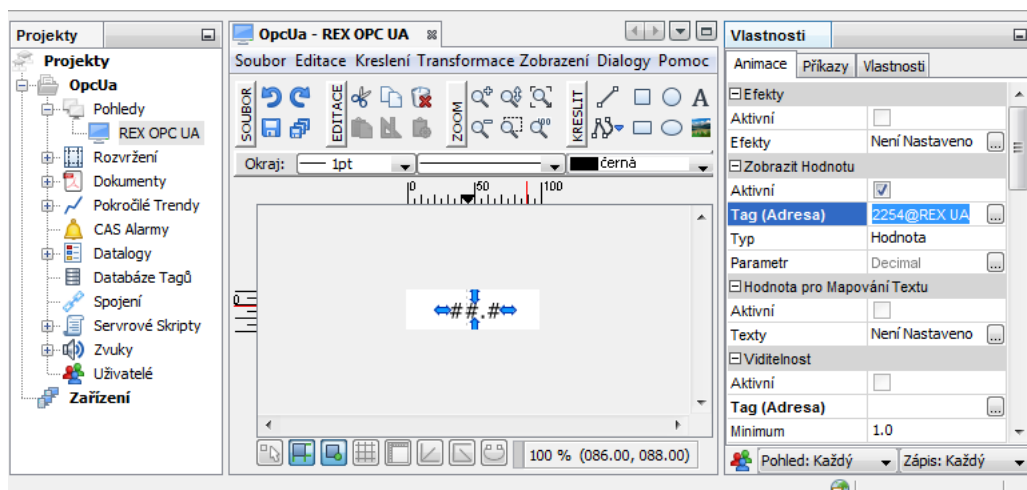 Projekty
Projekty
OpcUa
Pohledy
REX OPC UA
Rozvržení
Dokumenty
Pokročilé Trendy
CAS Alarmy
Datalogy
Databáze Tagů
Spojení
Servrové Skripty
Zvuky
Uživatelé
Zařízení
OpcUa - REX OPC UA
Soubor Editace Kreslení Transformace Zobrazení Dialogy Pomoc
SOUBOR
EDITACE
ZOOM
KRESLIT
A
Okraj: 1pt černá
0 50 100
0
##.#
100 % (086.00, 088.00)
Vlastnosti
Animace Příkazy Vlastnosti
Efekty
Aktivní
Efekty Není Nastaveno ...
Zobrazit Hodnotu
Aktivní
Tag (Adresa) 2254@REX UA ...
Typ Hodnota
Parametr Decimal ...
Hodnota pro Mapování Textu
Aktivní
Texty Není Nastaveno ...
Viditelnost
Aktivní
Tag (Adresa) ...
Minimum 1.0
Pohled: Každý Zápis: Každý